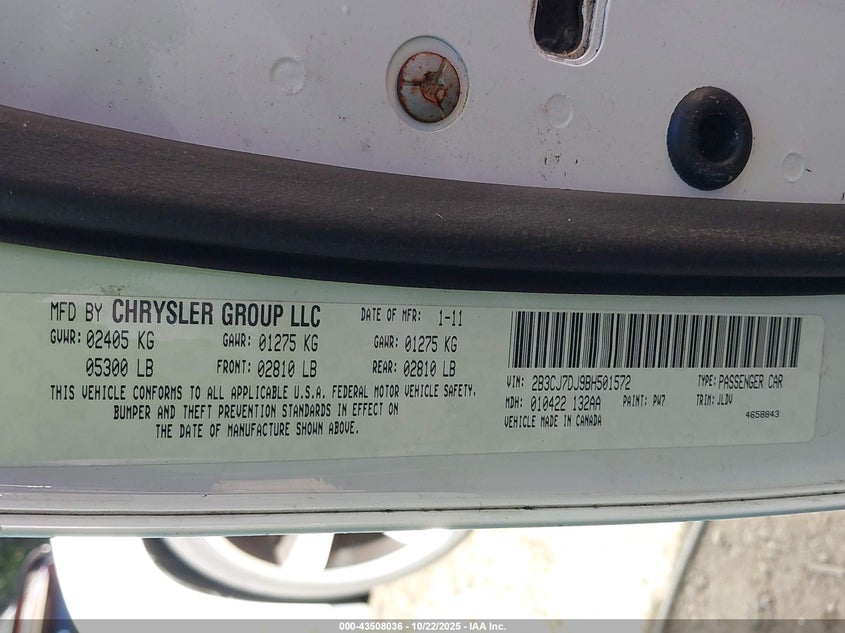 MFD BY CHRYSLER GROUP LLC DATE OF MFR: 1-11
GVWR: 02405 KG GAWR: 01275 KG GAWR: 01275 KG
05300 LB FRONT: 02810 LB REAR: 02810 LB
THIS VEHICLE CONFORMS TO ALL APPLICABLE U.S.A. FEDERAL MOTOR VEHICLE SAFETY,
BUMPER AND THEFT PREVENTION STANDARDS IN EFFECT ON
THE DATE OF MANUFACTURE SHOWN ABOVE.
VIN: 2B3CJ7DJ9BH501572 TYPE: PASSENGER CAR
MDH: 010422 132AA PAINT: PW7 TRIM: JLDV
VEHICLE MADE IN CANADA 4658843
000-43508036 - 10/22/2025 - IAA Inc.